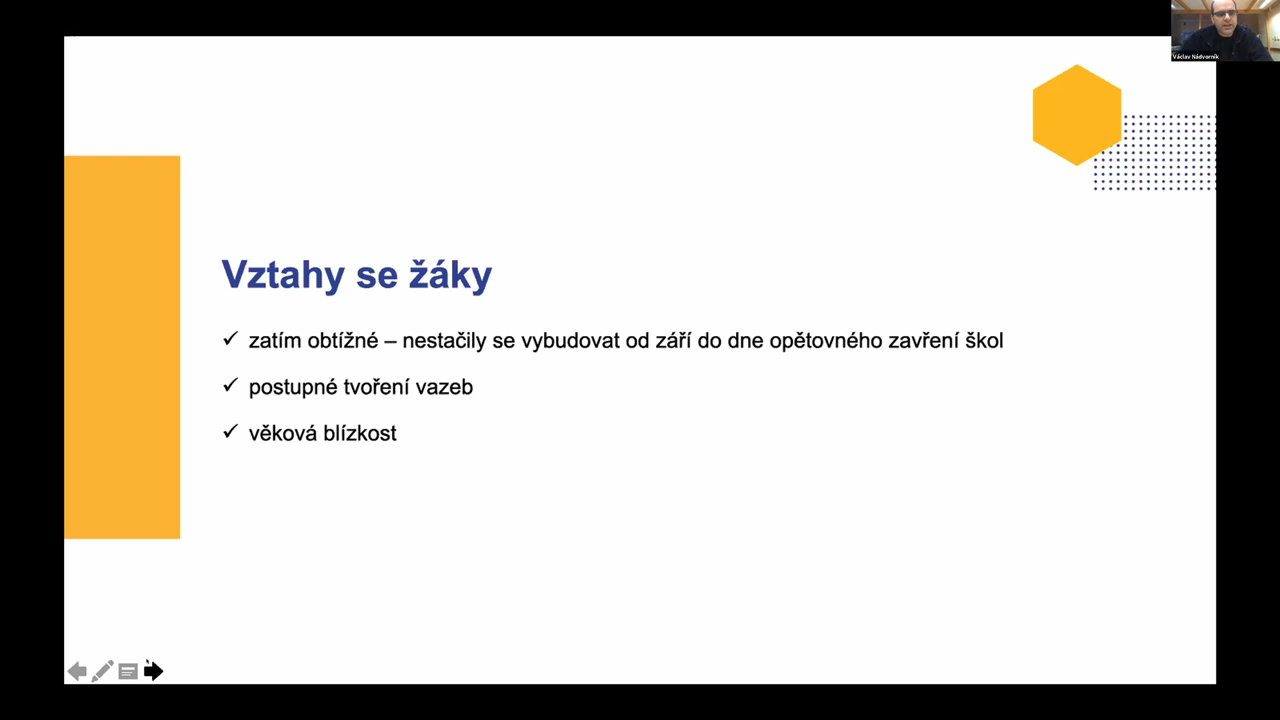 Václav Nádvorník
Vztahy se žáky
✓ zatím obtížné – nestačily se vybudovat od září do dne opětovného zavření škol
✓ postupné tvoření vazeb
✓ věková blízkost